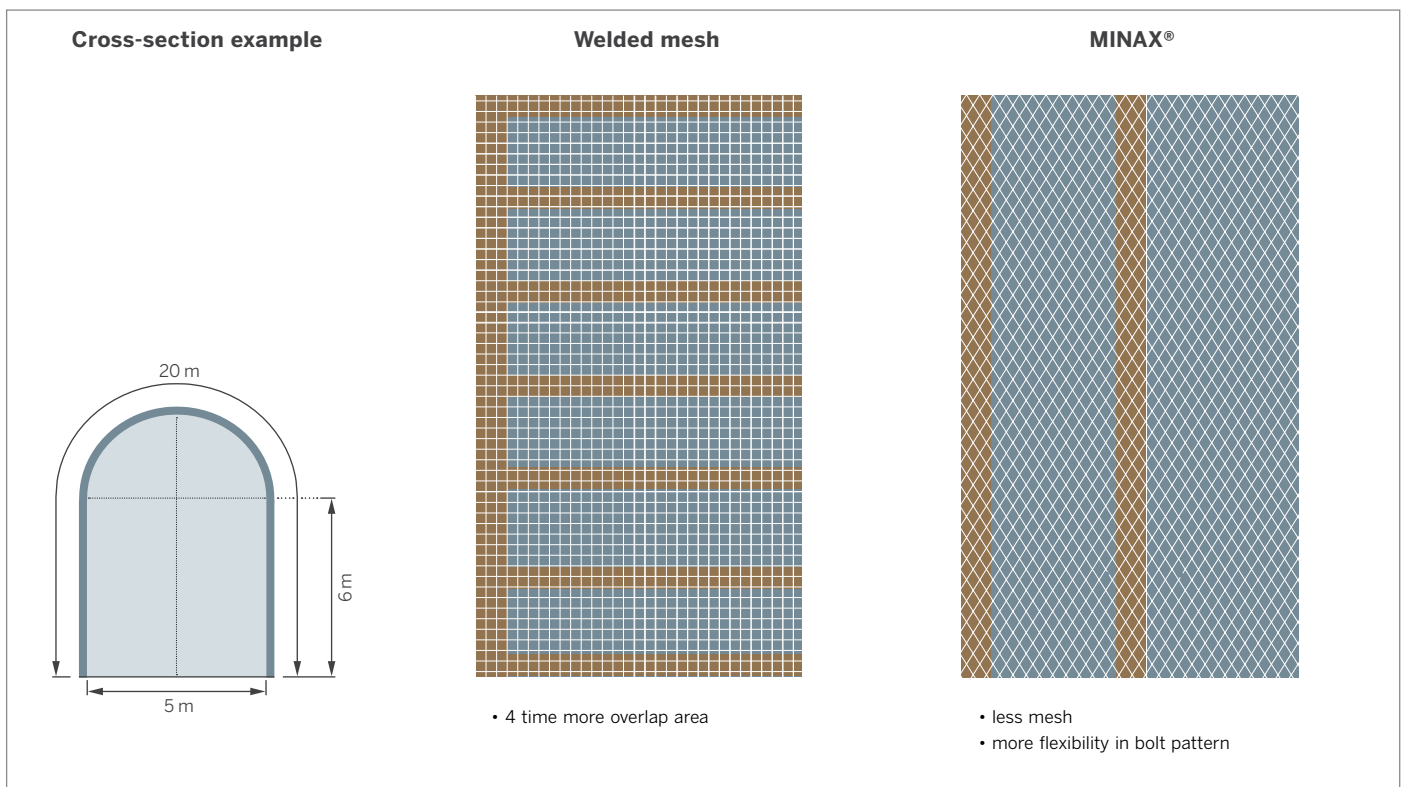 Cross-section example
Welded mesh
MINAX®
20 m
6 m
5 m
• 4 time more overlap area
• less mesh
• more flexibility in bolt pattern